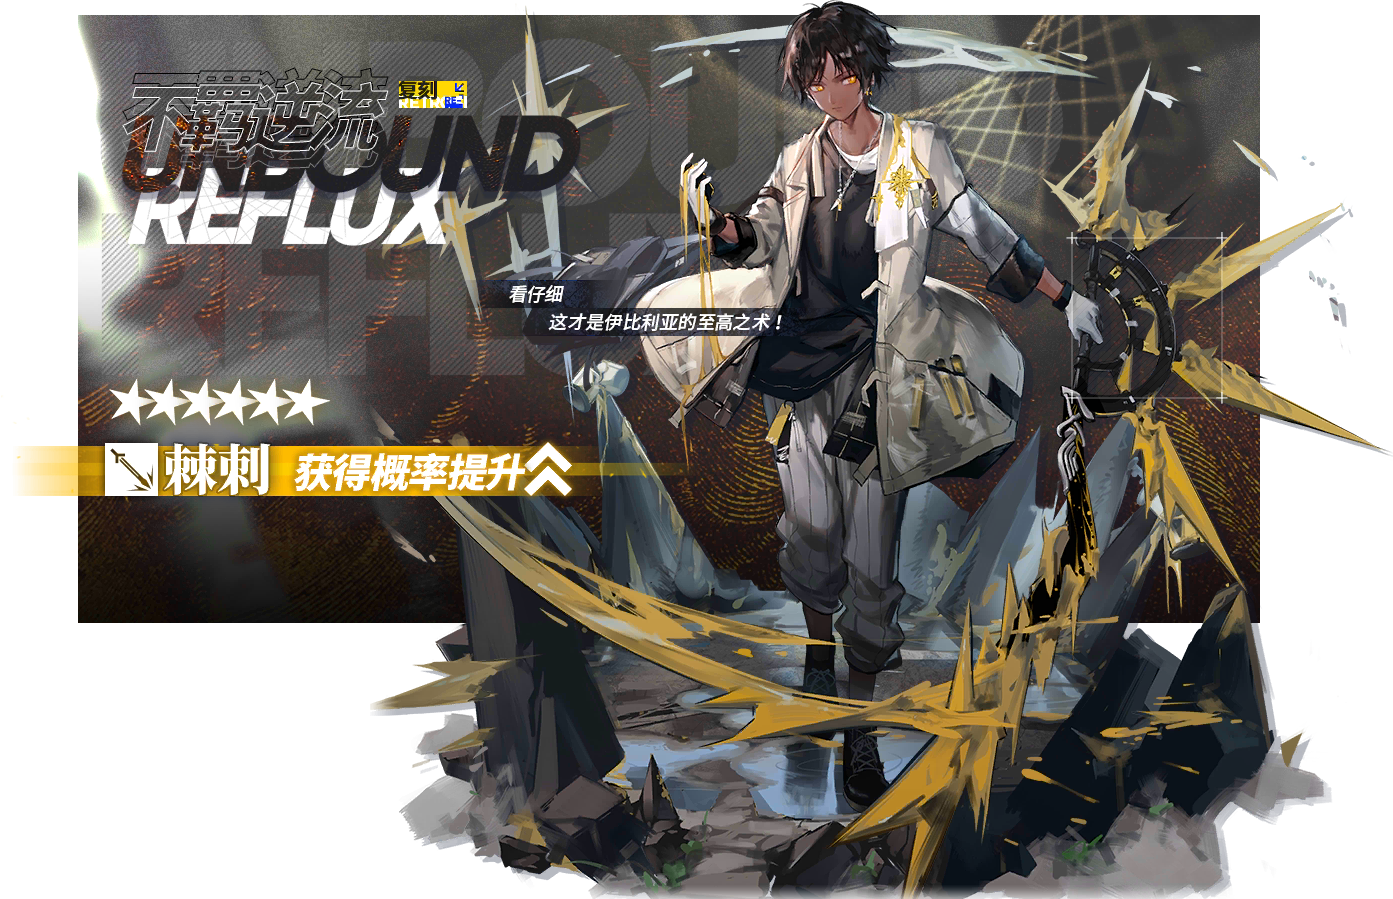 不羁逆流
复刻
RETRO
UNBOUND
REFLUX
看仔细
这才是伊比利亚的至高之术！
棘刺
获得概率提升